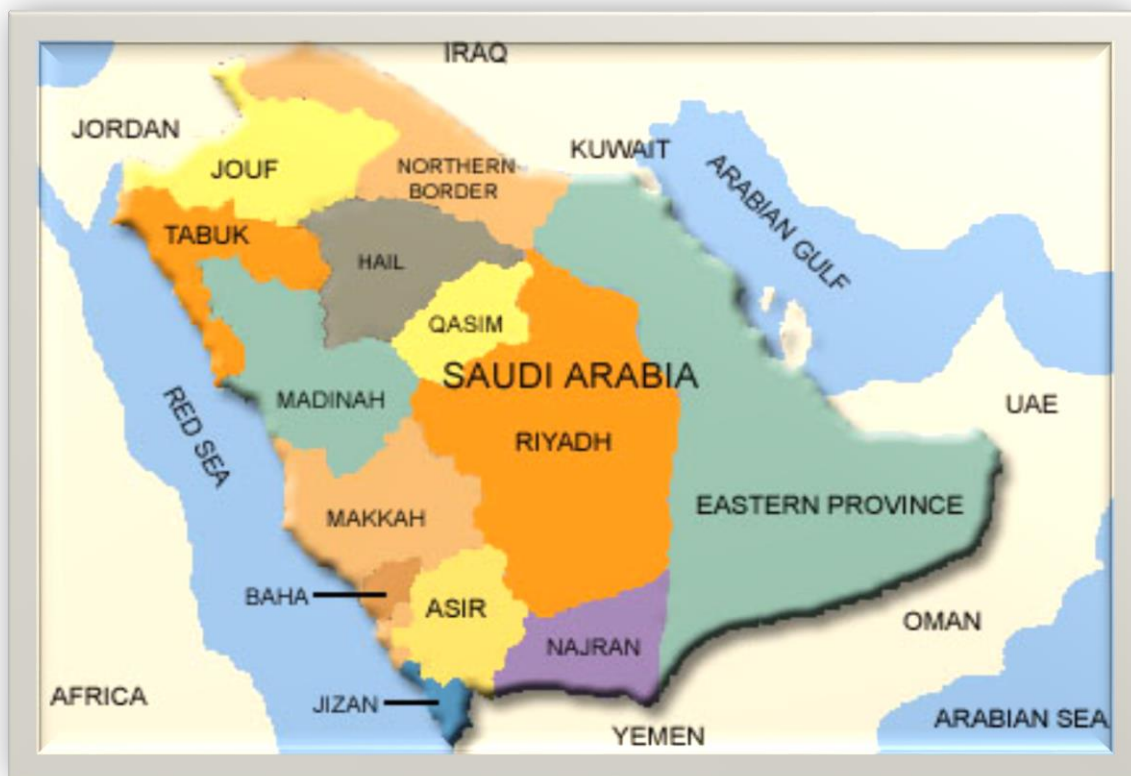 IRAQ
JORDAN
KUWAIT
JOUF
NORTHERN
BORDER
ARABIAN GULF
TABUK
HAIL
QASIM
SAUDI ARABIA
MADINAH
UAE
RED SEA
RIYADH
EASTERN PROVINCE
MAKKAH
BAHA
ASIR
OMAN
NAJRAN
AFRICA
JIZAN
ARABIAN SEA
YEMEN